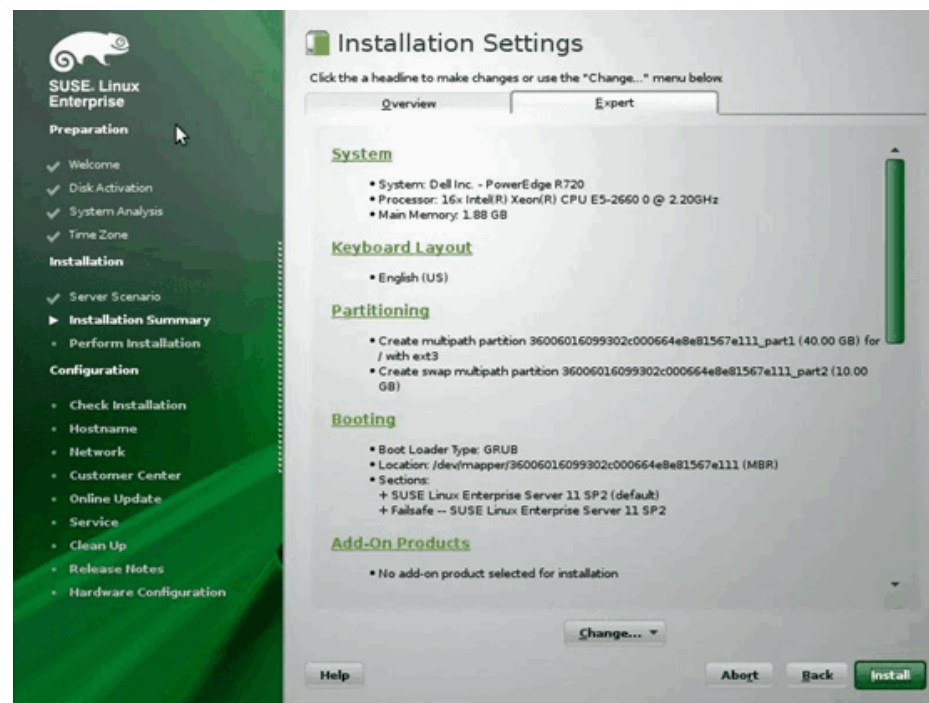 SUSE. Linux
Enterprise
Preparation
Welcome
Disk Activation
System Analysis
Time Zone
Installation
Server Scenario
Installation Summary
Perform Installation
Configuration
Check Installation
Hostname
Network
Customer Center
Online Update
Service
Clean Up
Release Notes
Hardware Configuration
Installation Settings
Click the a headline to make changes or use the "Change..." menu below.
Overview
Expert
System
• System: Dell Inc. - PowerEdge R720
• Processor: 16x Intel(R) Xeon(R) CPU E5-2660 0 @ 2.20GHz
• Main Memory: 1.88 GB
Keyboard Layout
• English (US)
Partitioning
• Create multipath partition 36006016099302c000664e8e81567e111_part1 (40.00 GB) for
/ with ext3
• Create swap multipath partition 36006016099302c000664e8e81567e111_part2 (10.00
GB)
Booting
• Boot Loader Type: GRUB
• Location: /dev/mapper/36006016099302c000664e8e81567e111 (MBR)
• Sections:
+ SUSE Linux Enterprise Server 11 SP2 (default)
+ Failsafe -- SUSE Linux Enterprise Server 11 SP2
Add-On Products
• No add-on product selected for installation
Change...
Help
Abort
Back
Install